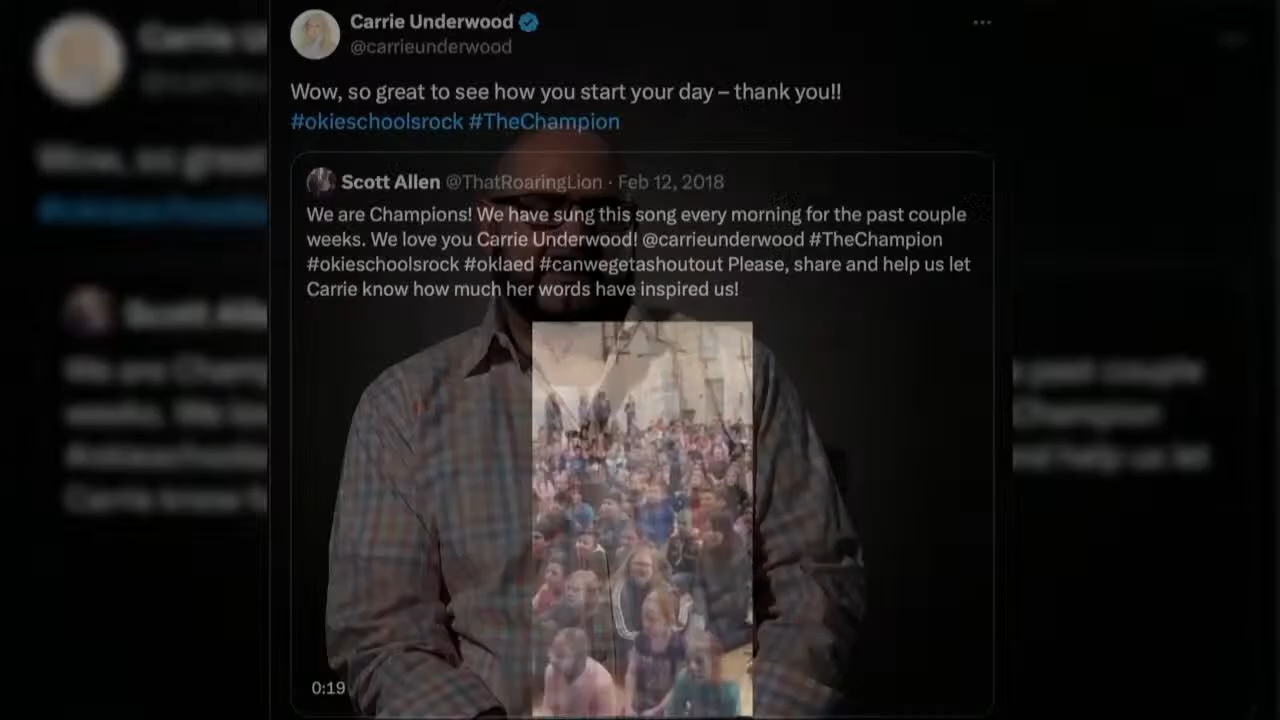 Carrie Underwood
@carrieunderwood
Wow, so great to see how you start your day – thank you!!
#okieschoolsrock #TheChampion
Scott Allen @ThatRoaringLion · Feb 12, 2018
We are Champions! We have sung this song every morning for the past couple
weeks. We love you Carrie Underwood! @carrieunderwood #TheChampion
#okieschoolsrock #oklaed #canwegetashoutout Please, share and help us let
Carrie know how much her words have inspired us!
0:19